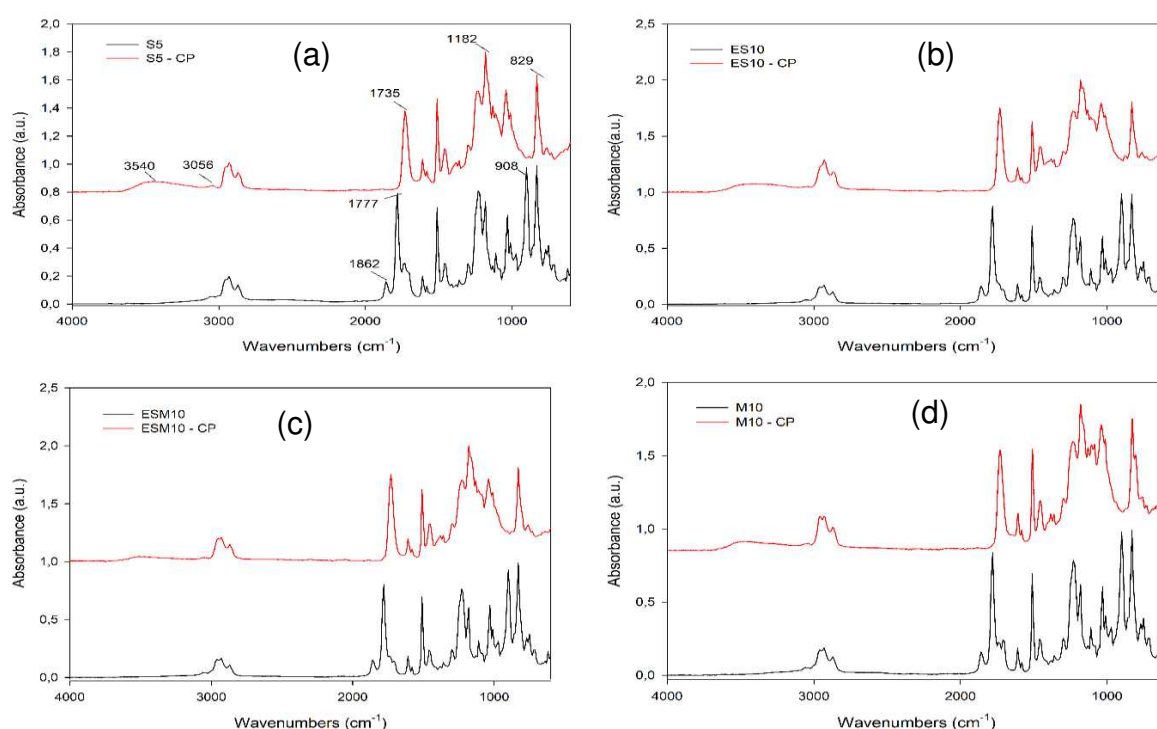 (a)
S5
S5 - CP
2,0
1,8
1,6
1,4
1,2
1,0
0,8
0,6
0,4
0,2
0,0
Absorbance (a.u.)
3540
3056
1735
1182
829
1777
1862
908
4000 3000 2000 1000
Wavenumbers (cm⁻¹)
(b)
ES10
ES10 - CP
2,5
2,0
1,5
1,0
0,5
0,0
Absorbance(a.u.)
4000 3000 2000 1000
Wavenumbers (cm⁻¹)
(c)
ESM10
ESM10 - CP
2,5
2,0
1,5
1,0
0,5
0,0
Absorbance (a.u.)
4000 3000 2000 1000
Wavenumbers (cm⁻¹)
(d)
M10
M10 - CP
2,0
1,5
1,0
0,5
0,0
Absorbance (a.u.)
4000 3000 2000 1000
Wavenumbers (cm⁻¹)